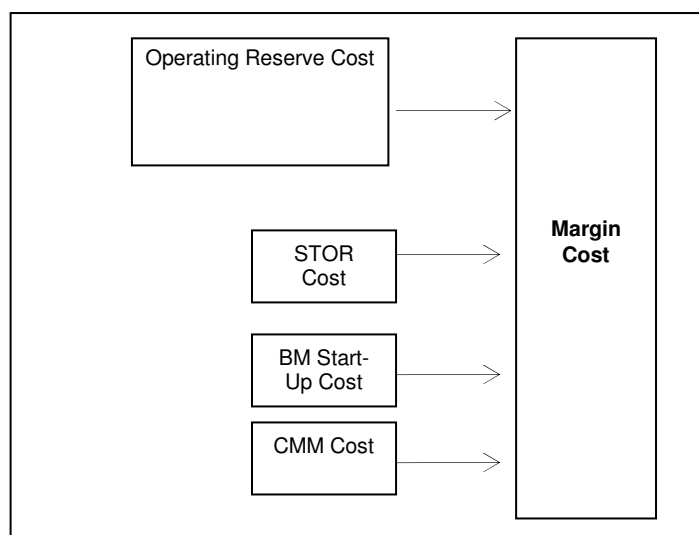 Operating Reserve Cost
STOR
Cost
Margin
Cost
BM Start-
Up Cost
CMM Cost